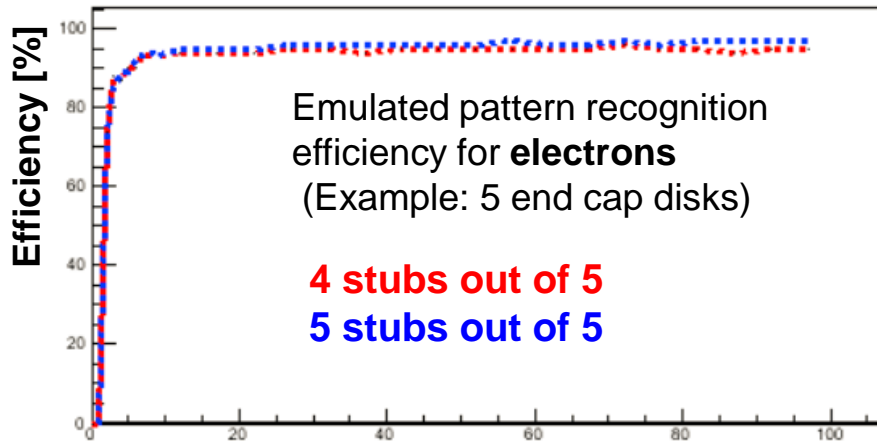 Efficiency [%]
100
80
60
40
20
0
Emulated pattern recognition
efficiency for electrons
(Example: 5 end cap disks)
4 stubs out of 5
5 stubs out of 5
0 20 40 60 80 100